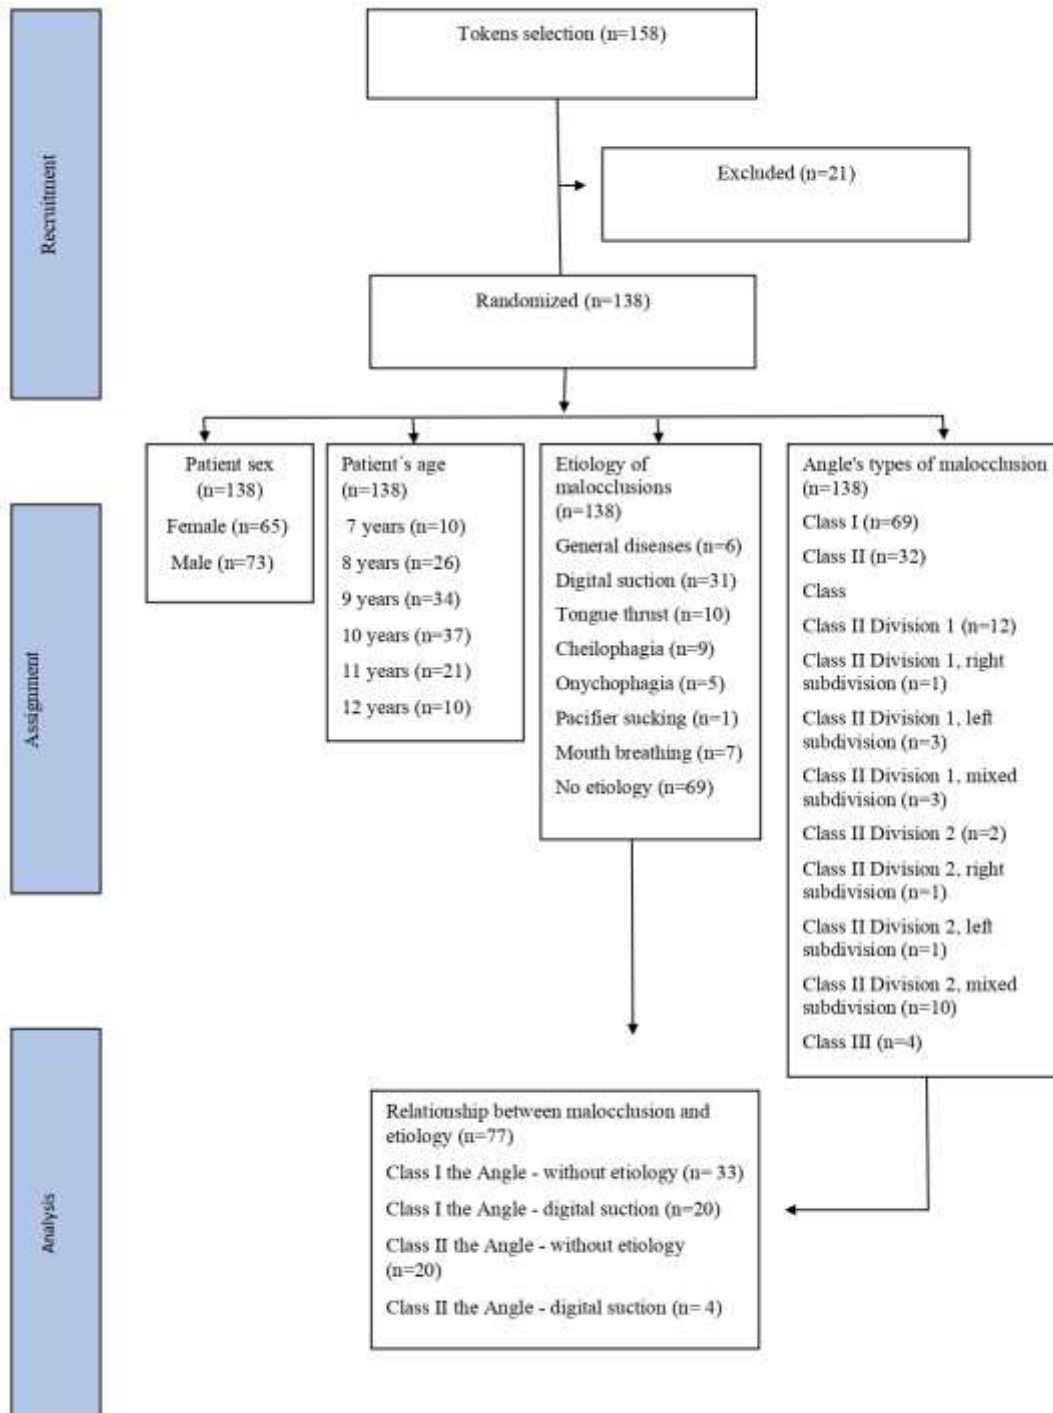 Recruitment
Tokens selection (n=158)
Excluded (n=21)
Randomized (n=138)
Assignment
Patient sex
(n=138)
Female (n=65)
Male (n=73)
Patient´s age
(n=138)
7 years (n=10)
8 years (n=26)
9 years (n=34)
10 years (n=37)
11 years (n=21)
12 years (n=10)
Etiology of
malocclusions
(n=138)
General diseases (n=6)
Digital suction (n=31)
Tongue thrust (n=10)
Cheilophagia (n=9)
Onychophagia (n=5)
Pacifier sucking (n=1)
Mouth breathing (n=7)
No etiology (n=69)
Angle's types of malocclusion
(n=138)
Class I (n=69)
Class II (n=32)
Class
Class II Division 1 (n=12)
Class II Division 1, right
subdivision (n=1)
Class II Division 1, left
subdivision (n=3)
Class II Division 1, mixed
subdivision (n=3)
Class II Division 2 (n=2)
Class II Division 2, right
subdivision (n=1)
Class II Division 2, left
subdivision (n=1)
Class II Division 2, mixed
subdivision (n=10)
Class III (n=4)
Analysis
Relationship between malocclusion and
etiology (n=77)
Class I the Angle - without etiology (n= 33)
Class I the Angle - digital suction (n=20)
Class II the Angle - without etiology
(n=20)
Class II the Angle - digital suction (n= 4)